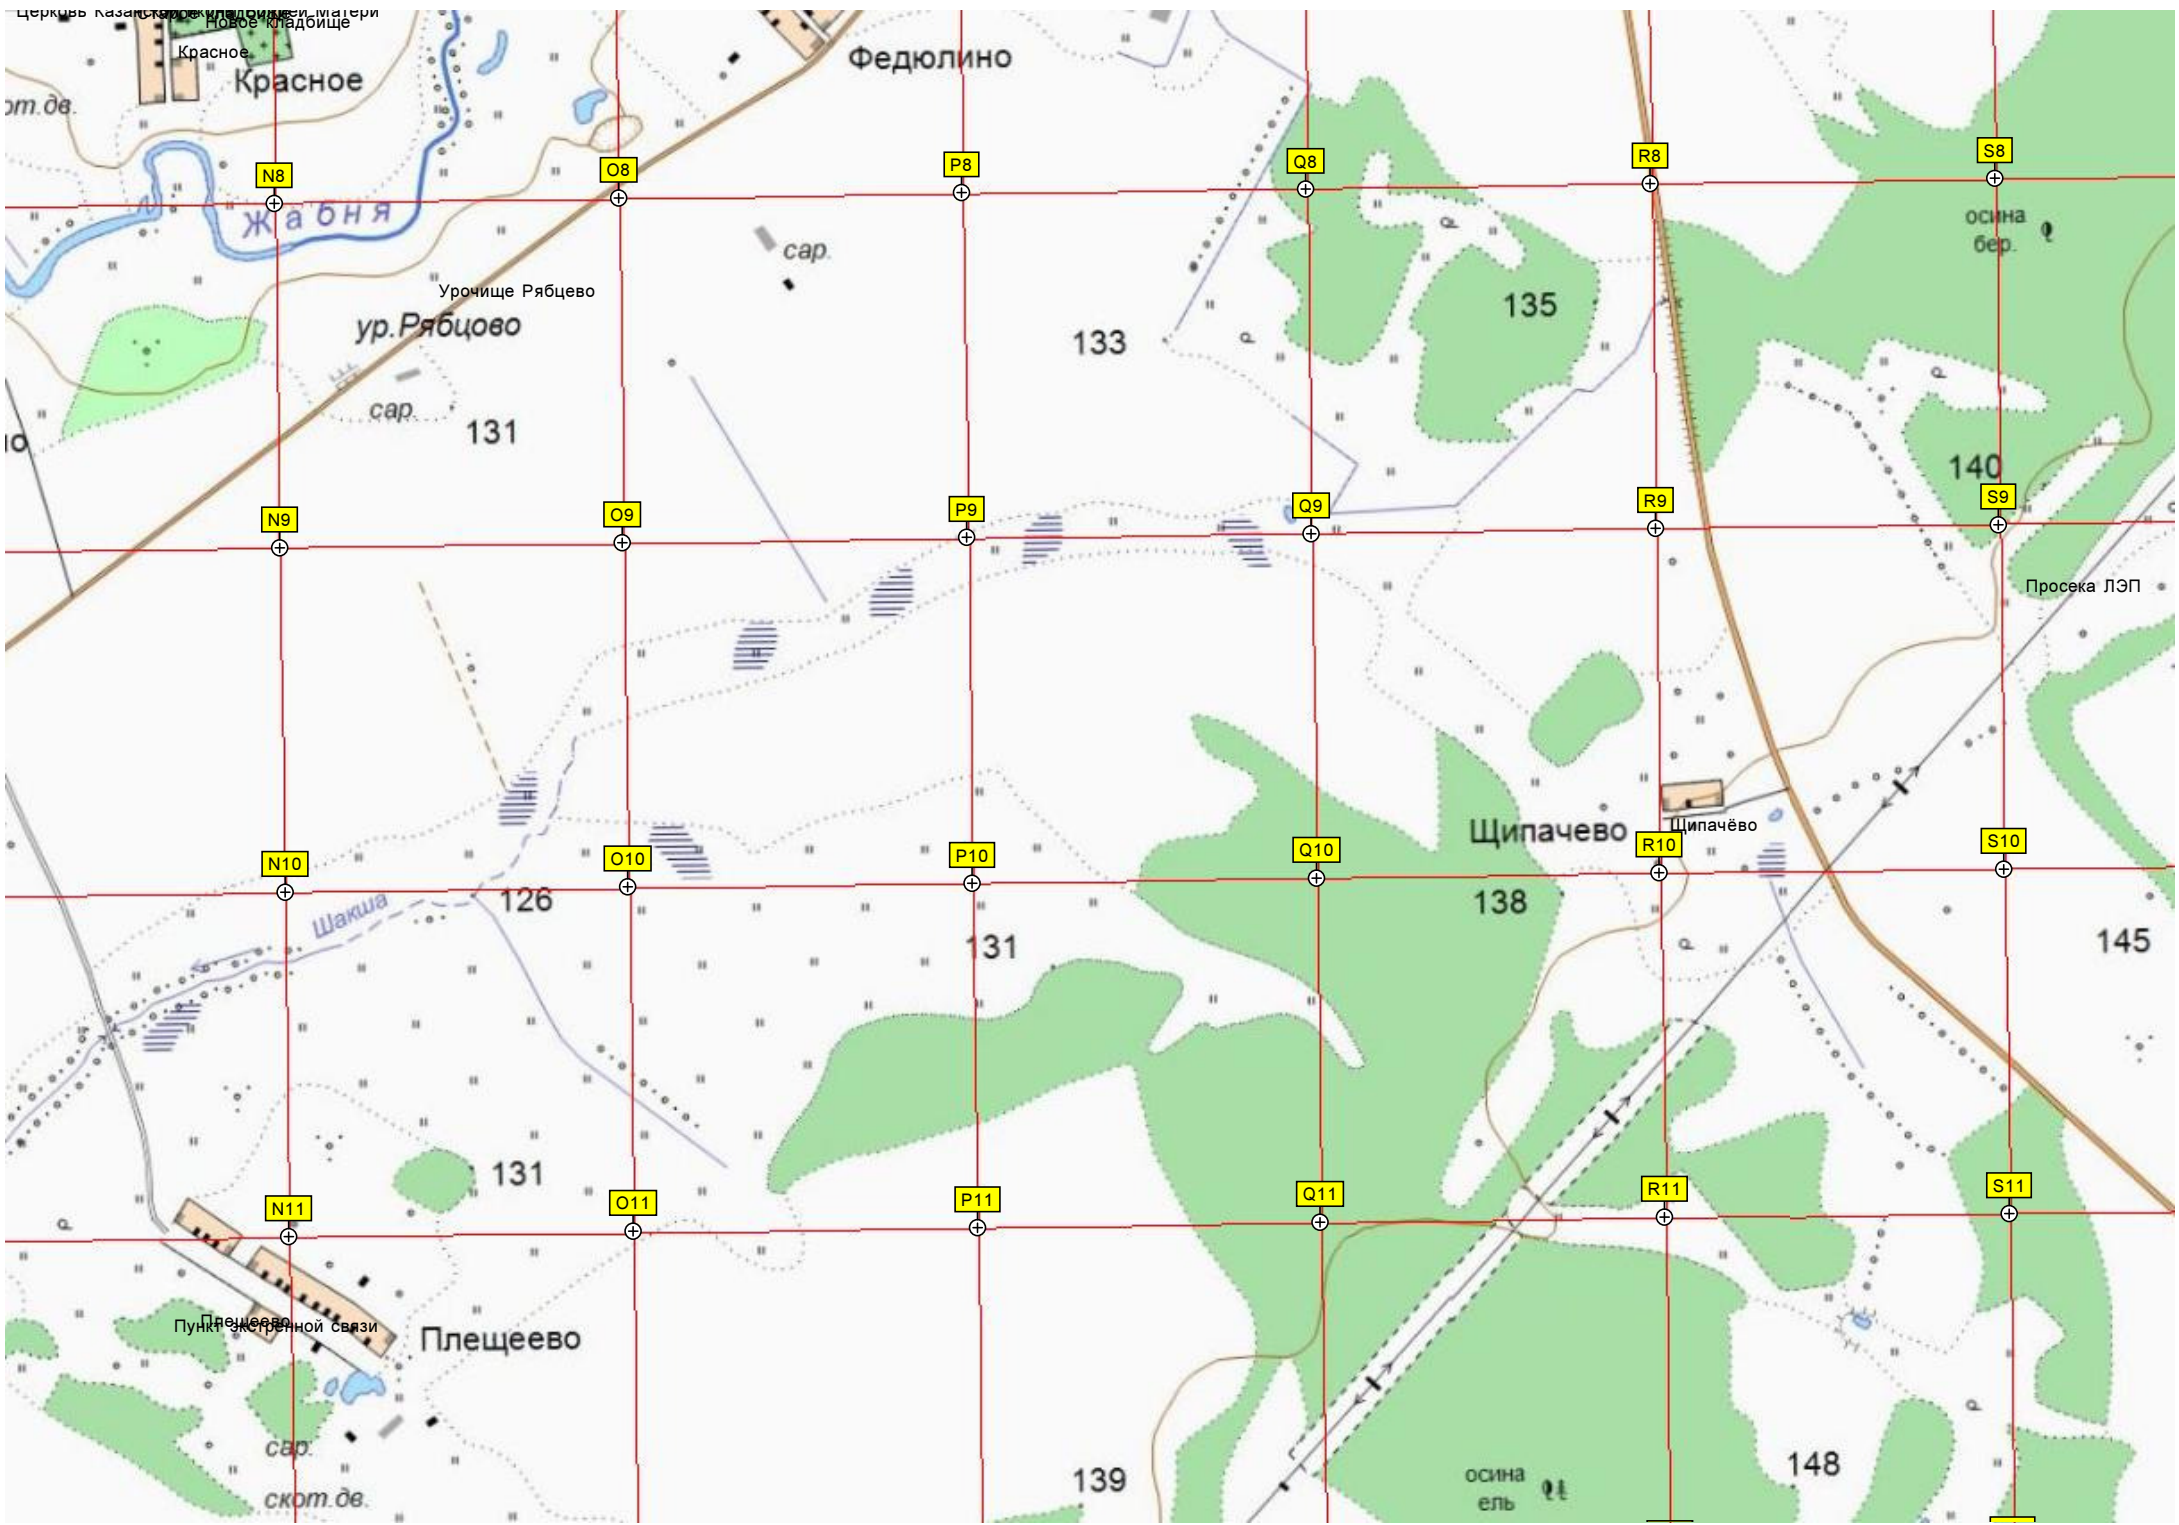 Новое кладбище
Красное
Красное
Федюлино
от.дв.
N8
O8
P8
Q8
R8
S8
Жабня
осина
бер.
сар.
Урочище Рябцево
ур.Рябцово
135
133
сар.
131
140
N9
O9
P9
Q9
R9
S9
Просека ЛЭП
Щипачево
Щипачёво
N10
O10
P10
Q10
R10
S10
126
138
Шакша
131
145
131
N11
O11
P11
Q11
R11
S11
Плещеево
Пункт экстренной связи
Плещеево
сар.
139
осина
ель
148
скот.дв.